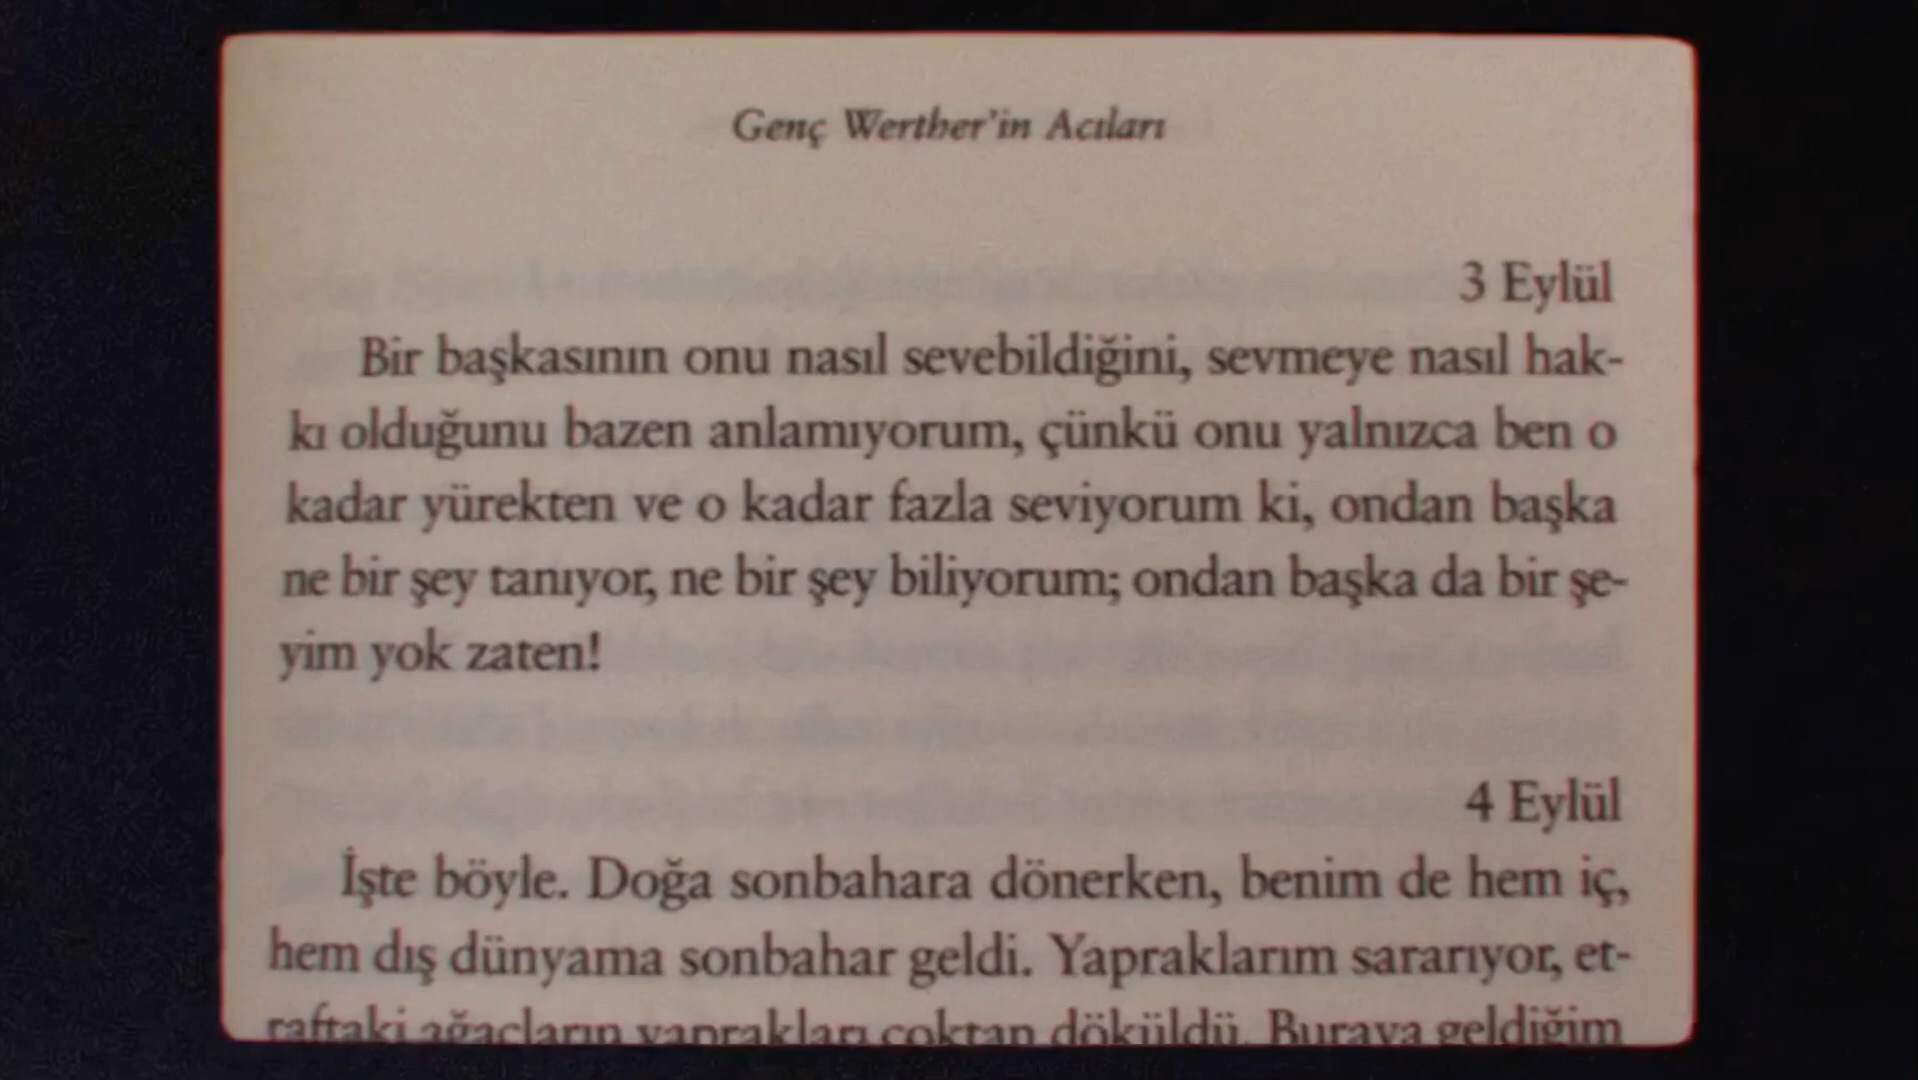 Genç Werther'in Acıları
3 Eylül
Bir başkasının onu nasıl sevebildiğini, sevmeye nasıl hak-
kı olduğunu bazen anlamıyorum, çünkü onu yalnızca ben o
kadar yürekten ve o kadar fazla seviyorum ki, ondan başka
ne bir şey tanıyor, ne bir şey biliyorum; ondan başka da bir şe-
yim yok zaten!
4 Eylül
İşte böyle. Doğa sonbahara dönerken, benim de hem iç,
hem dış dünyama sonbahar geldi. Yapraklarım sararıyor, et-
raftaki ağaçların yaprakları çoktan döküldü. Buraya geldiğim